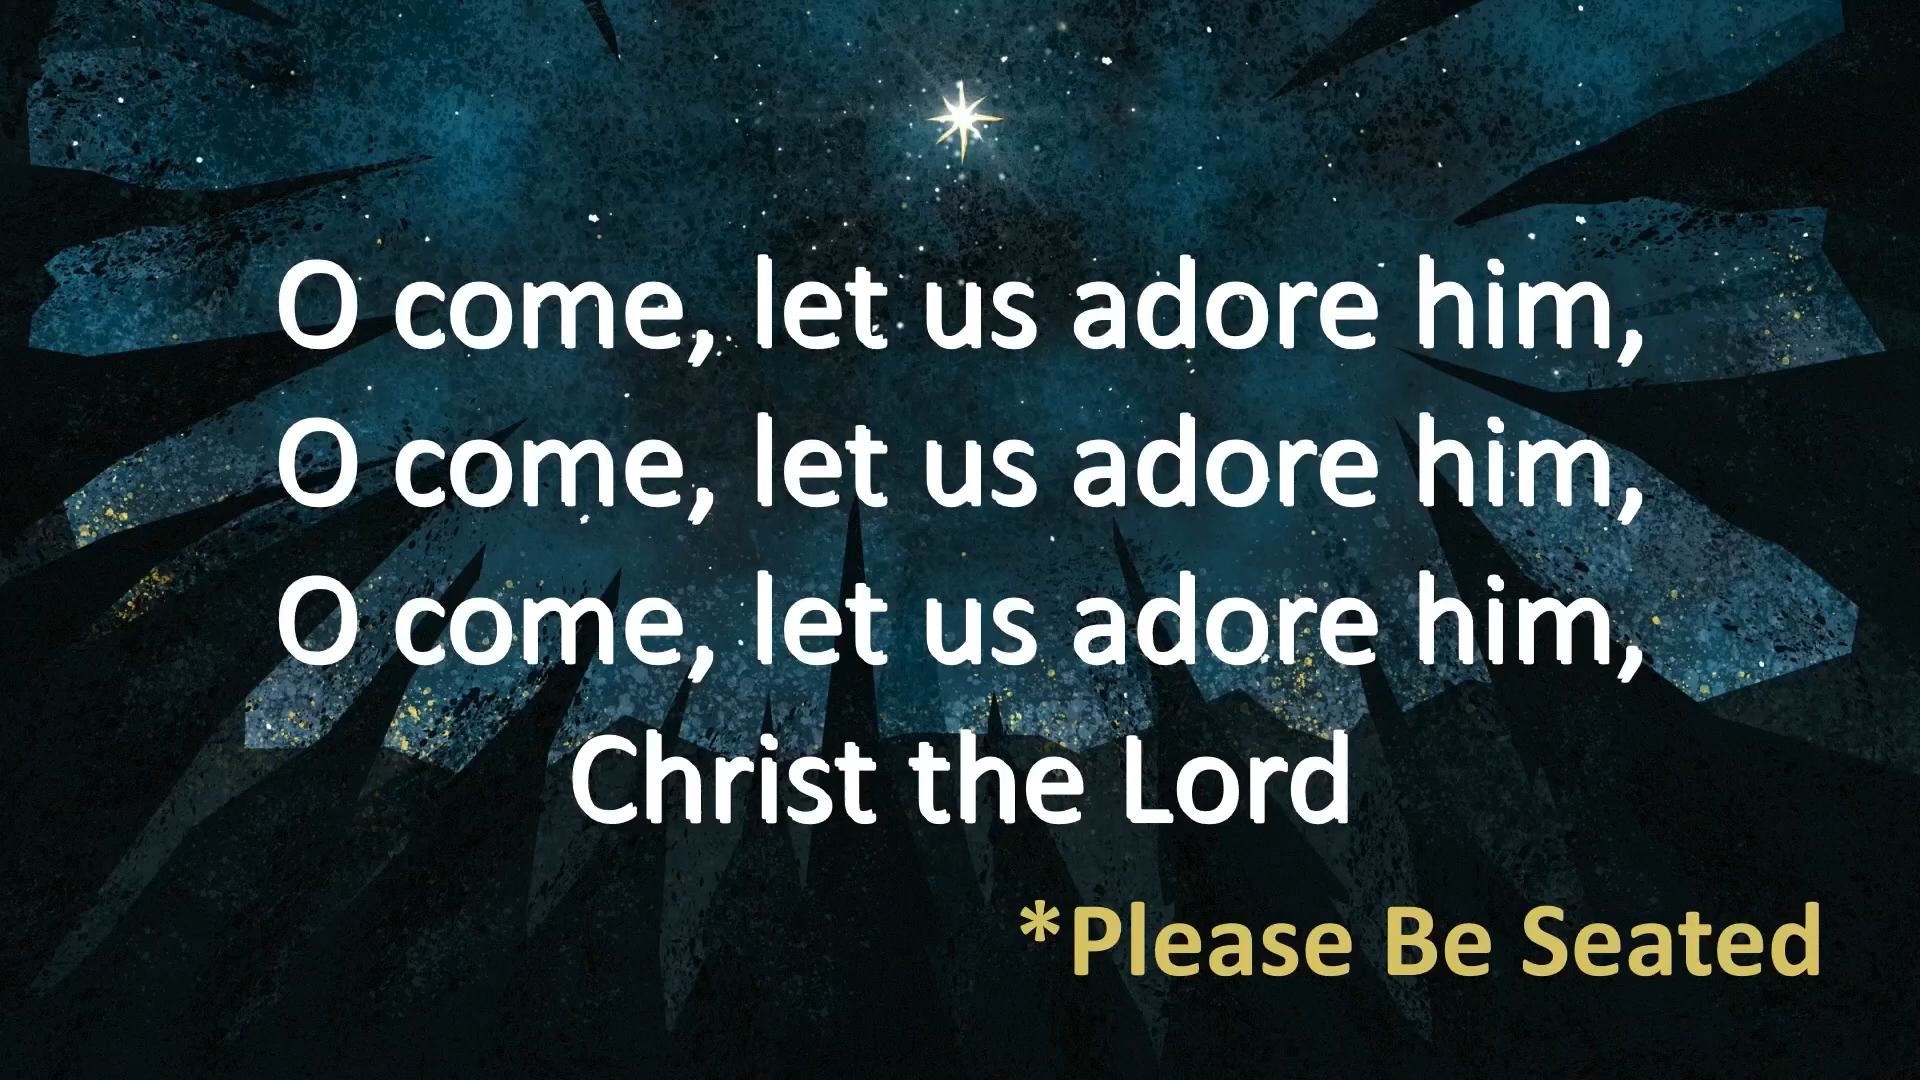 O come, let us adore him,
O come, let us adore him,
O come, let us adore him,
Christ the Lord
*Please Be Seated